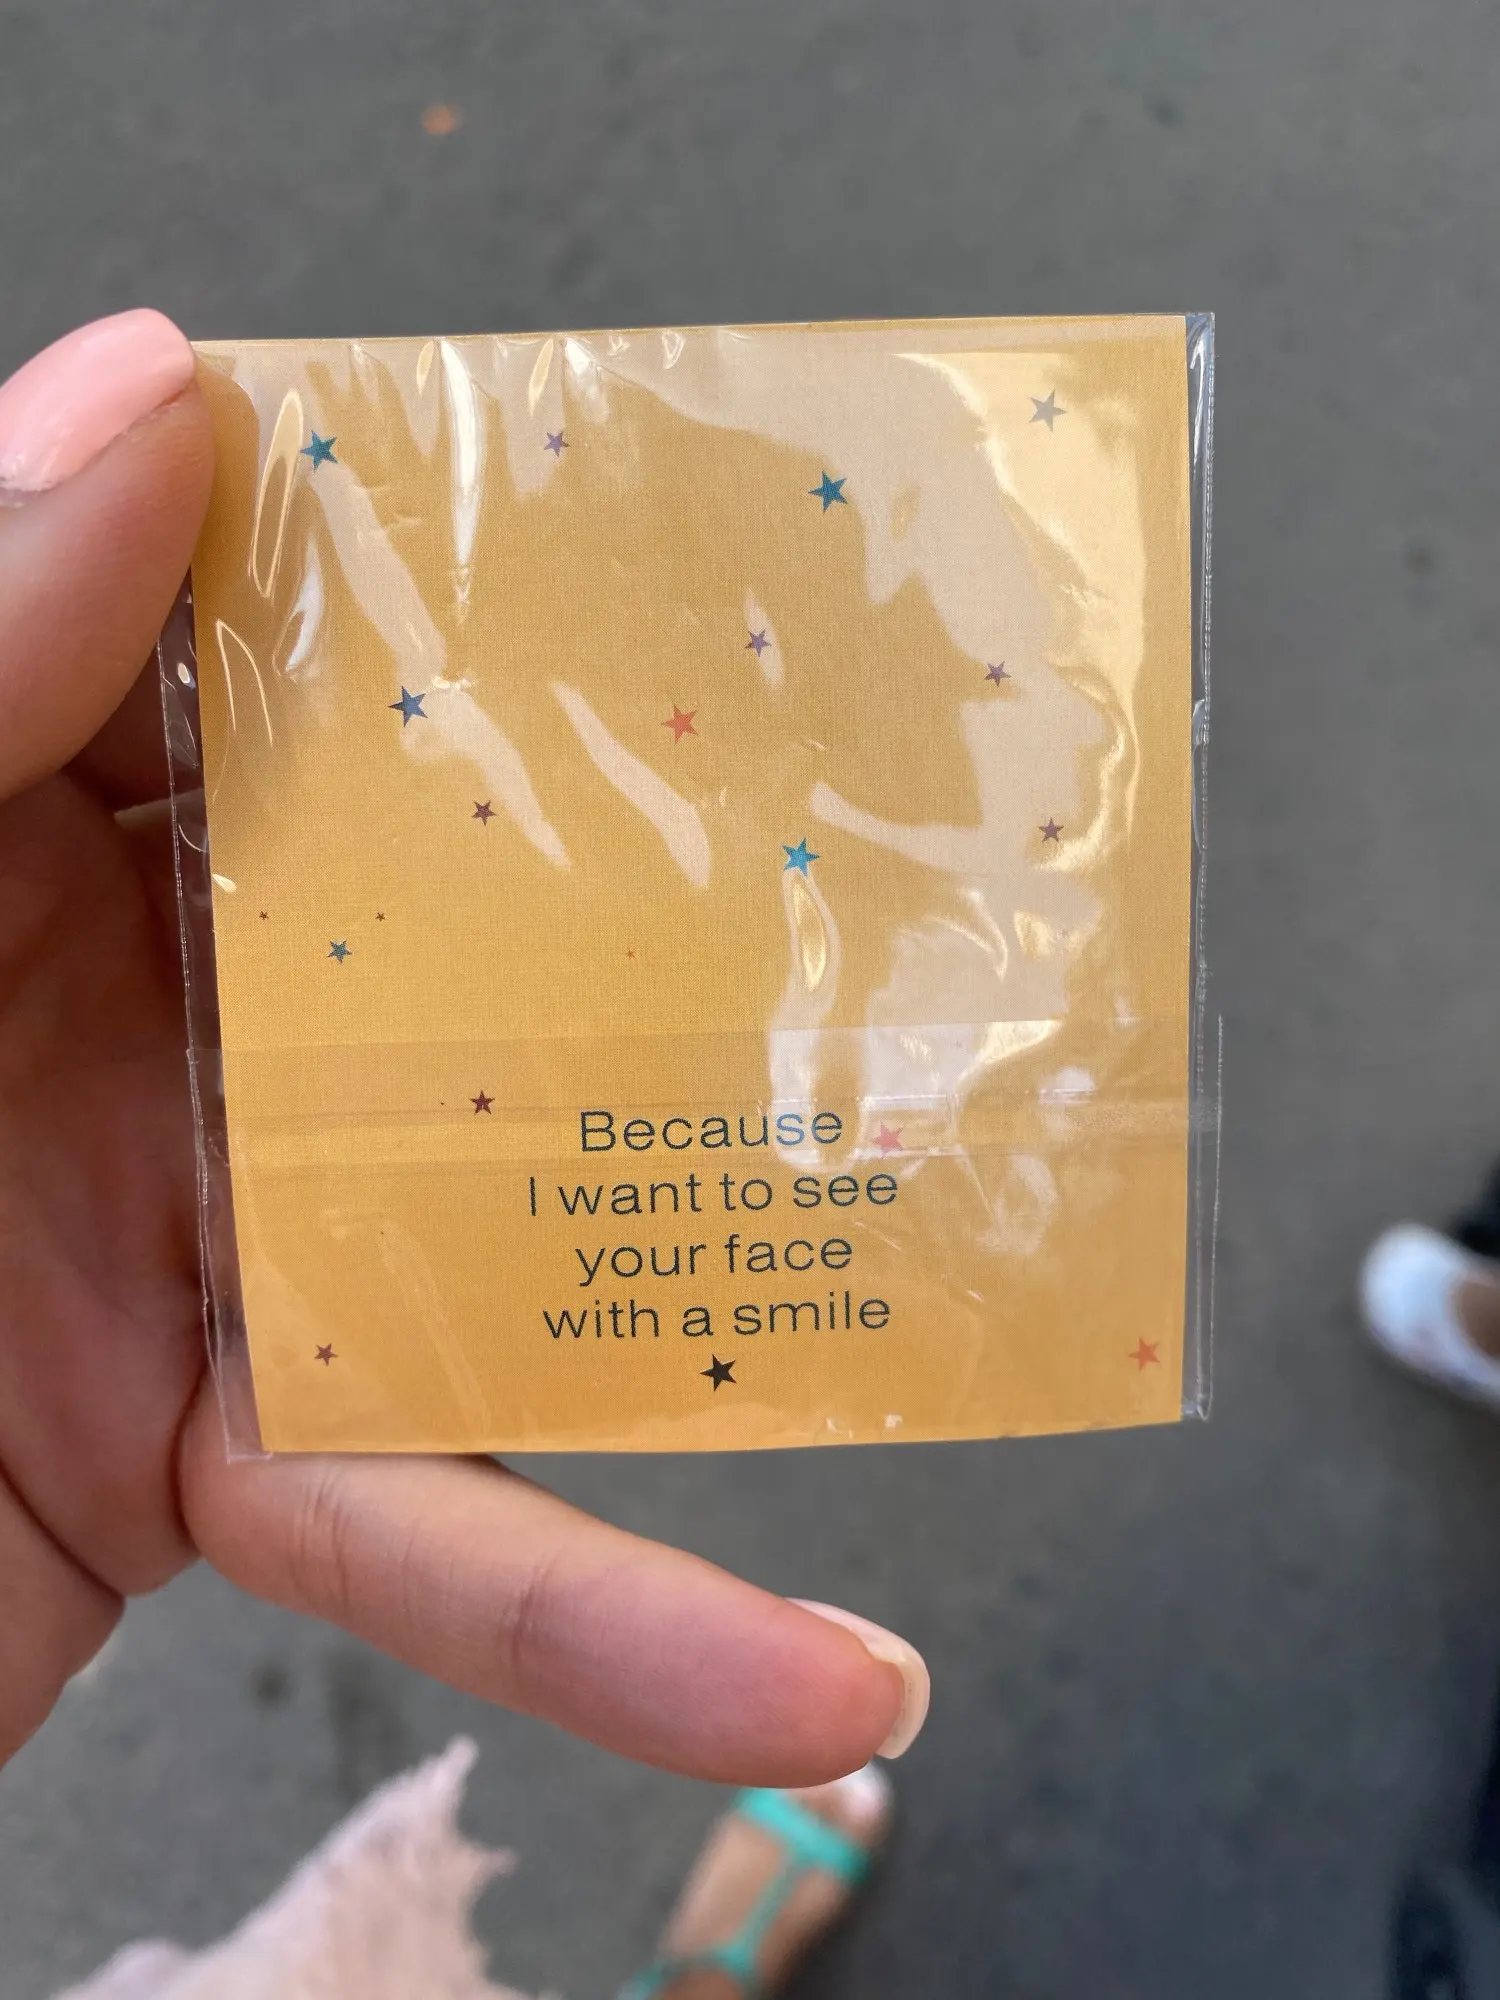 Because
I want to see
your face
with a smile